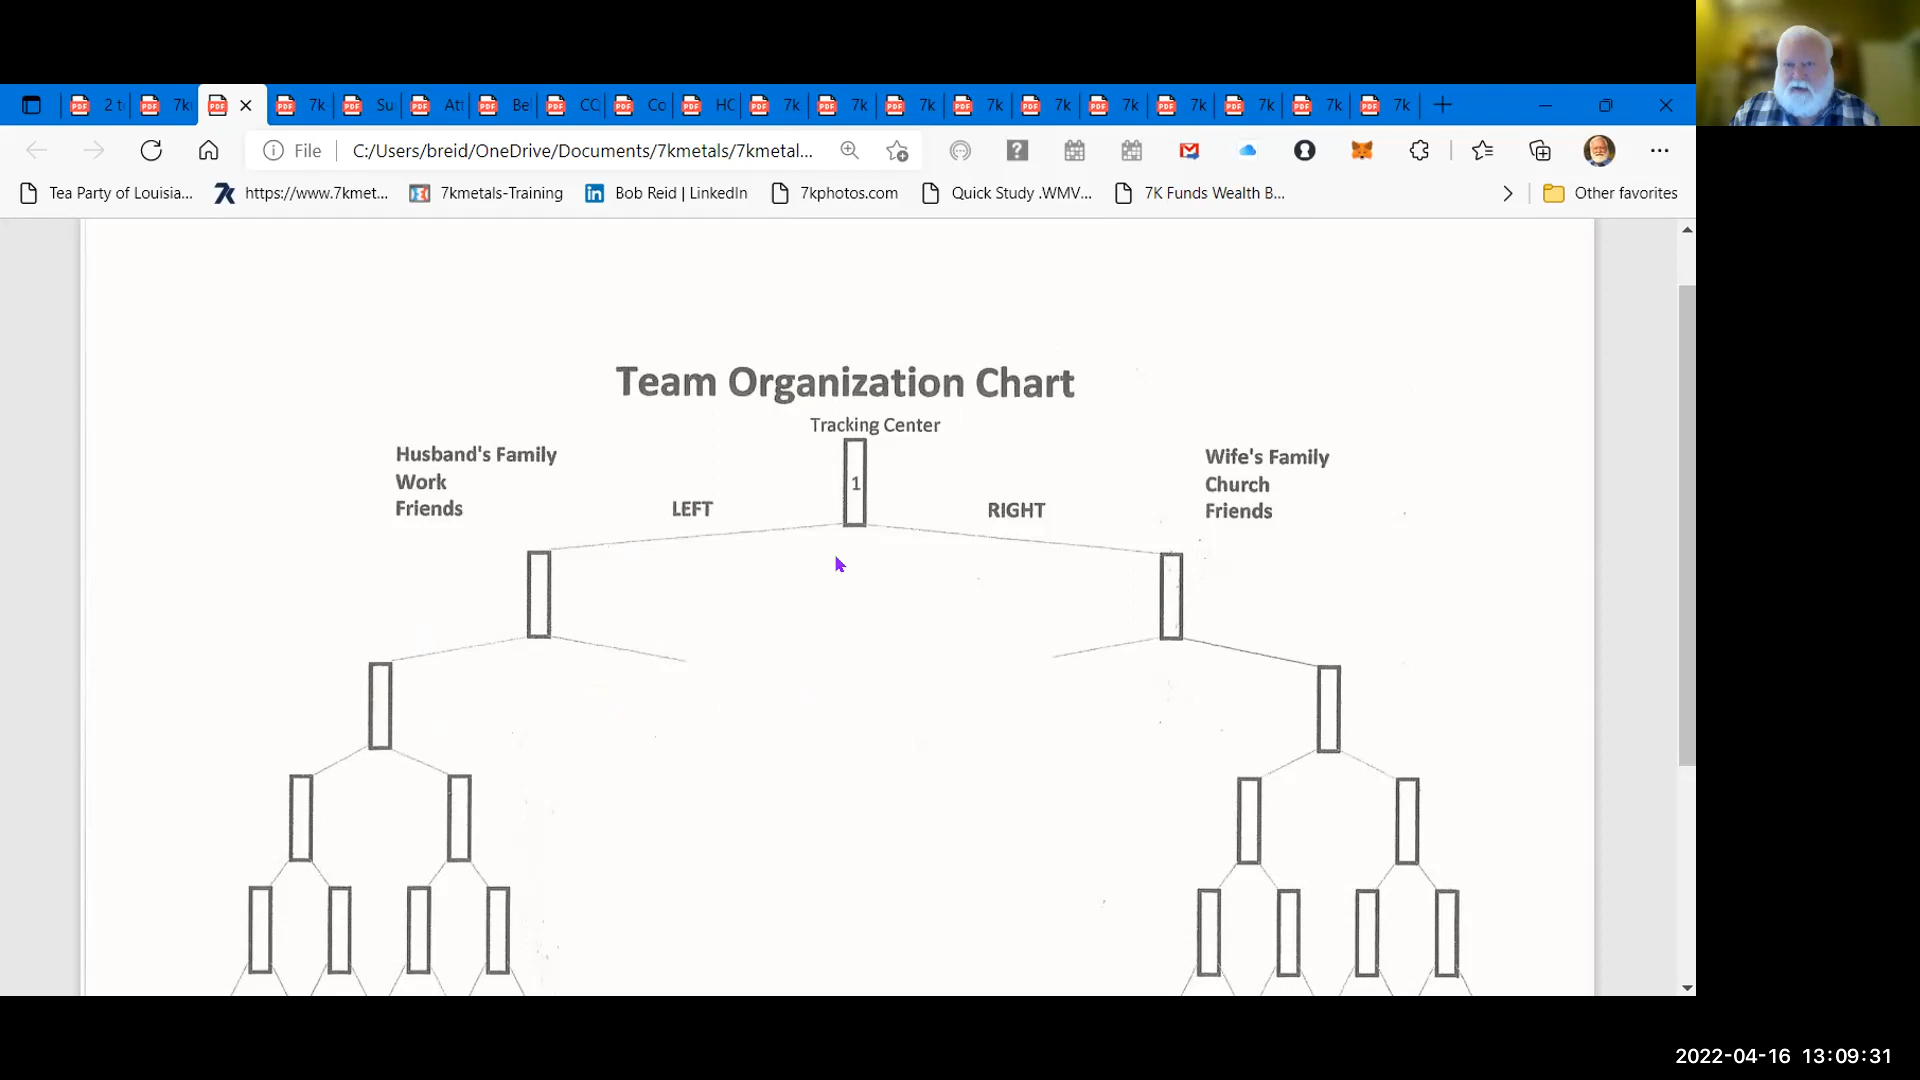 2 t
7k
7k
Su
Att
Be
CC
Co
HC
7k
7k
7k
7k
7k
7k
7k
7k
7k
7k
File
C:/Users/breid/OneDrive/Documents/7kmetals/7kmetal...
Tea Party of Louisia...
https://www.7kmet...
7kmetals-Training
Bob Reid | LinkedIn
7kphotos.com
Quick Study .WMV...
7K Funds Wealth B...
Other favorites
Team Organization Chart
Tracking Center
Husband's Family
Work
Friends
LEFT
1
RIGHT
Wife's Family
Church
Friends
2022-04-16 13:09:31